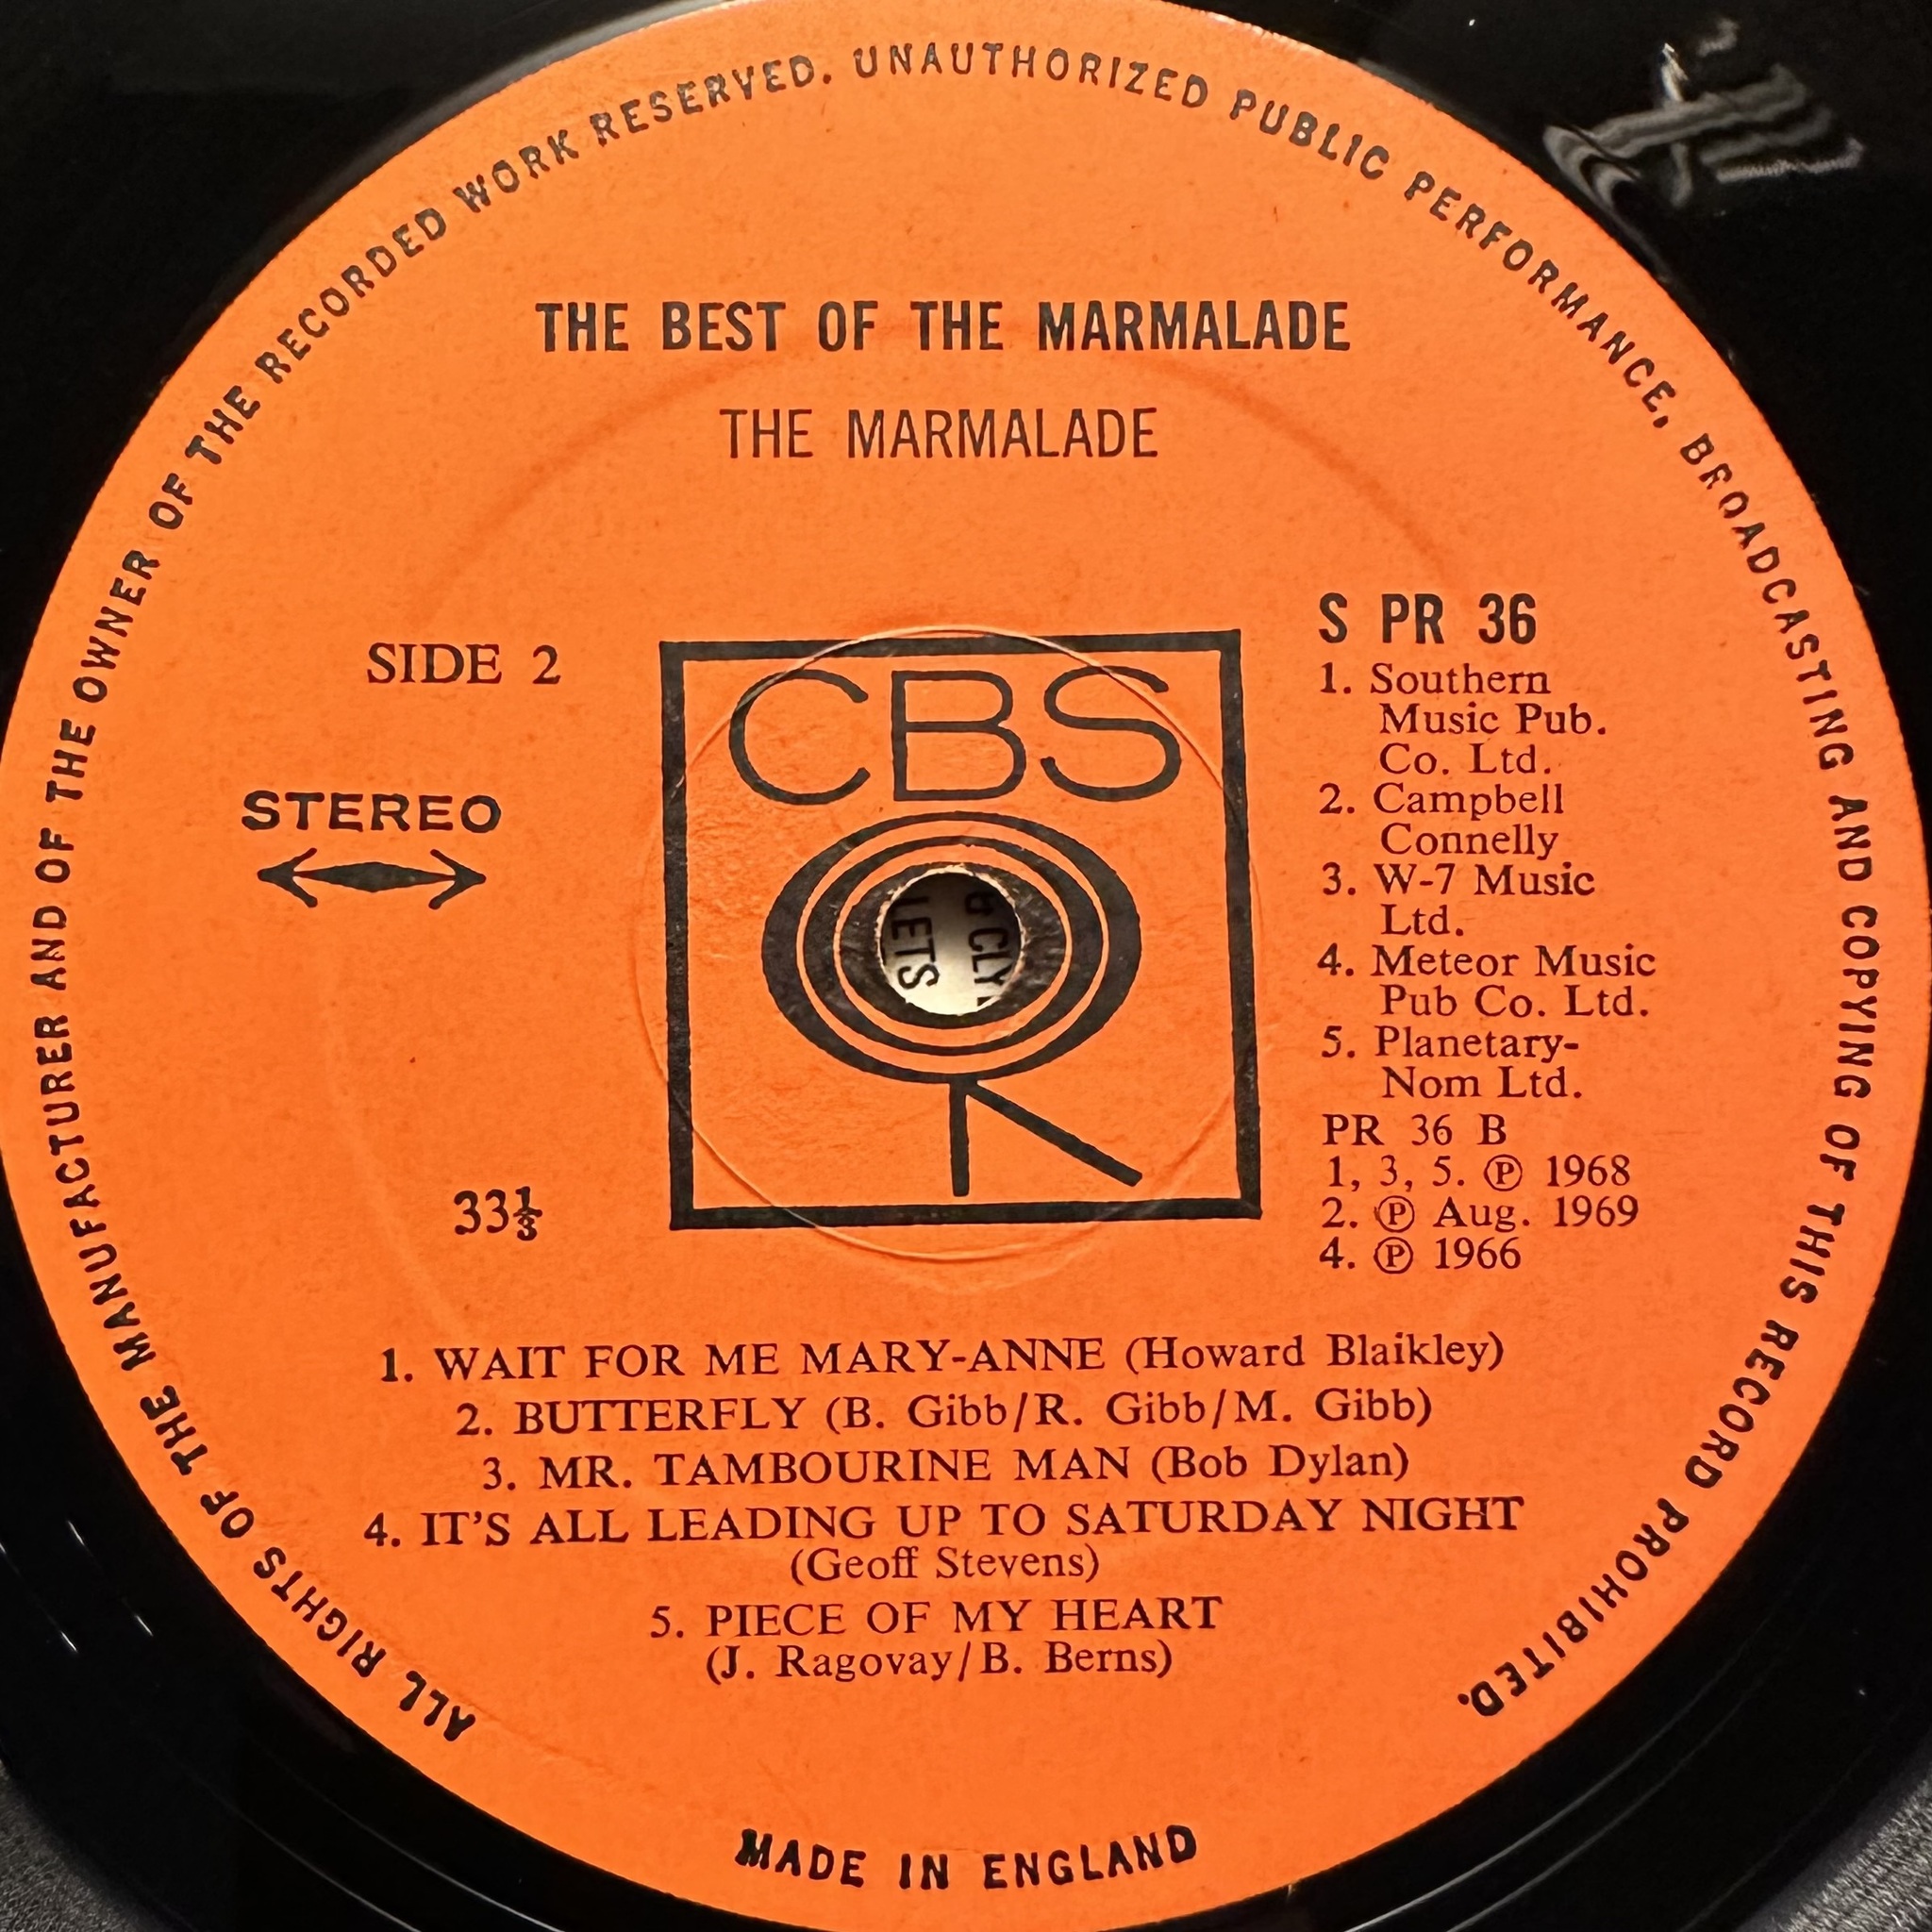 ALL RIGHTS OF THE MANUFACTURER AND OF THE OWNER OF THE RECORDED WORK RESERVED. UNAUTHORIZED PUBLIC PERFORMANCE, BROADCASTING AND COPYING OF THIS RECORD PROHIBITED.
THE BEST OF THE MARMALADE
THE MARMALADE
SIDE 2
STEREO
33⅓
CBS
LETS
& CLY
S PR 36
1. Southern
Music Pub.
Co. Ltd.
2. Campbell
Connelly
3. W-7 Music
Ltd.
4. Meteor Music
Pub Co. Ltd.
5. Planetary-
Nom Ltd.
PR 36 B
1, 3, 5. ℗ 1968
2. ℗ Aug. 1969
4. ℗ 1966
1. WAIT FOR ME MARY-ANNE (Howard Blaikley)
2. BUTTERFLY (B. Gibb/R. Gibb/M. Gibb)
3. MR. TAMBOURINE MAN (Bob Dylan)
4. IT'S ALL LEADING UP TO SATURDAY NIGHT
(Geoff Stevens)
5. PIECE OF MY HEART
(J. Ragovay/B. Berns)
MADE IN ENGLAND